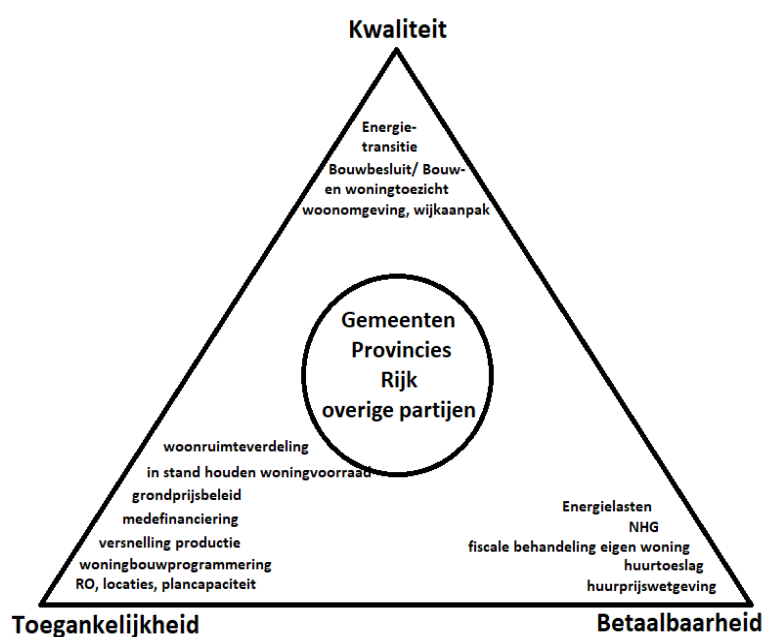 Kwaliteit
Energie-
transitie
Bouwbesluit/ Bouw-
en woningtoezicht
woonomgeving, wijkaanpak
Gemeenten
Provincies
Rijk
overige partijen
woonruimteverdeling
in stand houden woningvoorraad
grondprijsbeleid
medefinanciering
versnelling productie
woningbouwprogrammering
RO, locaties, plancapaciteit
Energielasten
NHG
fiscale behandeling eigen woning
huurtoeslag
huurprijswetgeving
Toegankelijkheid
Betaalbaarheid